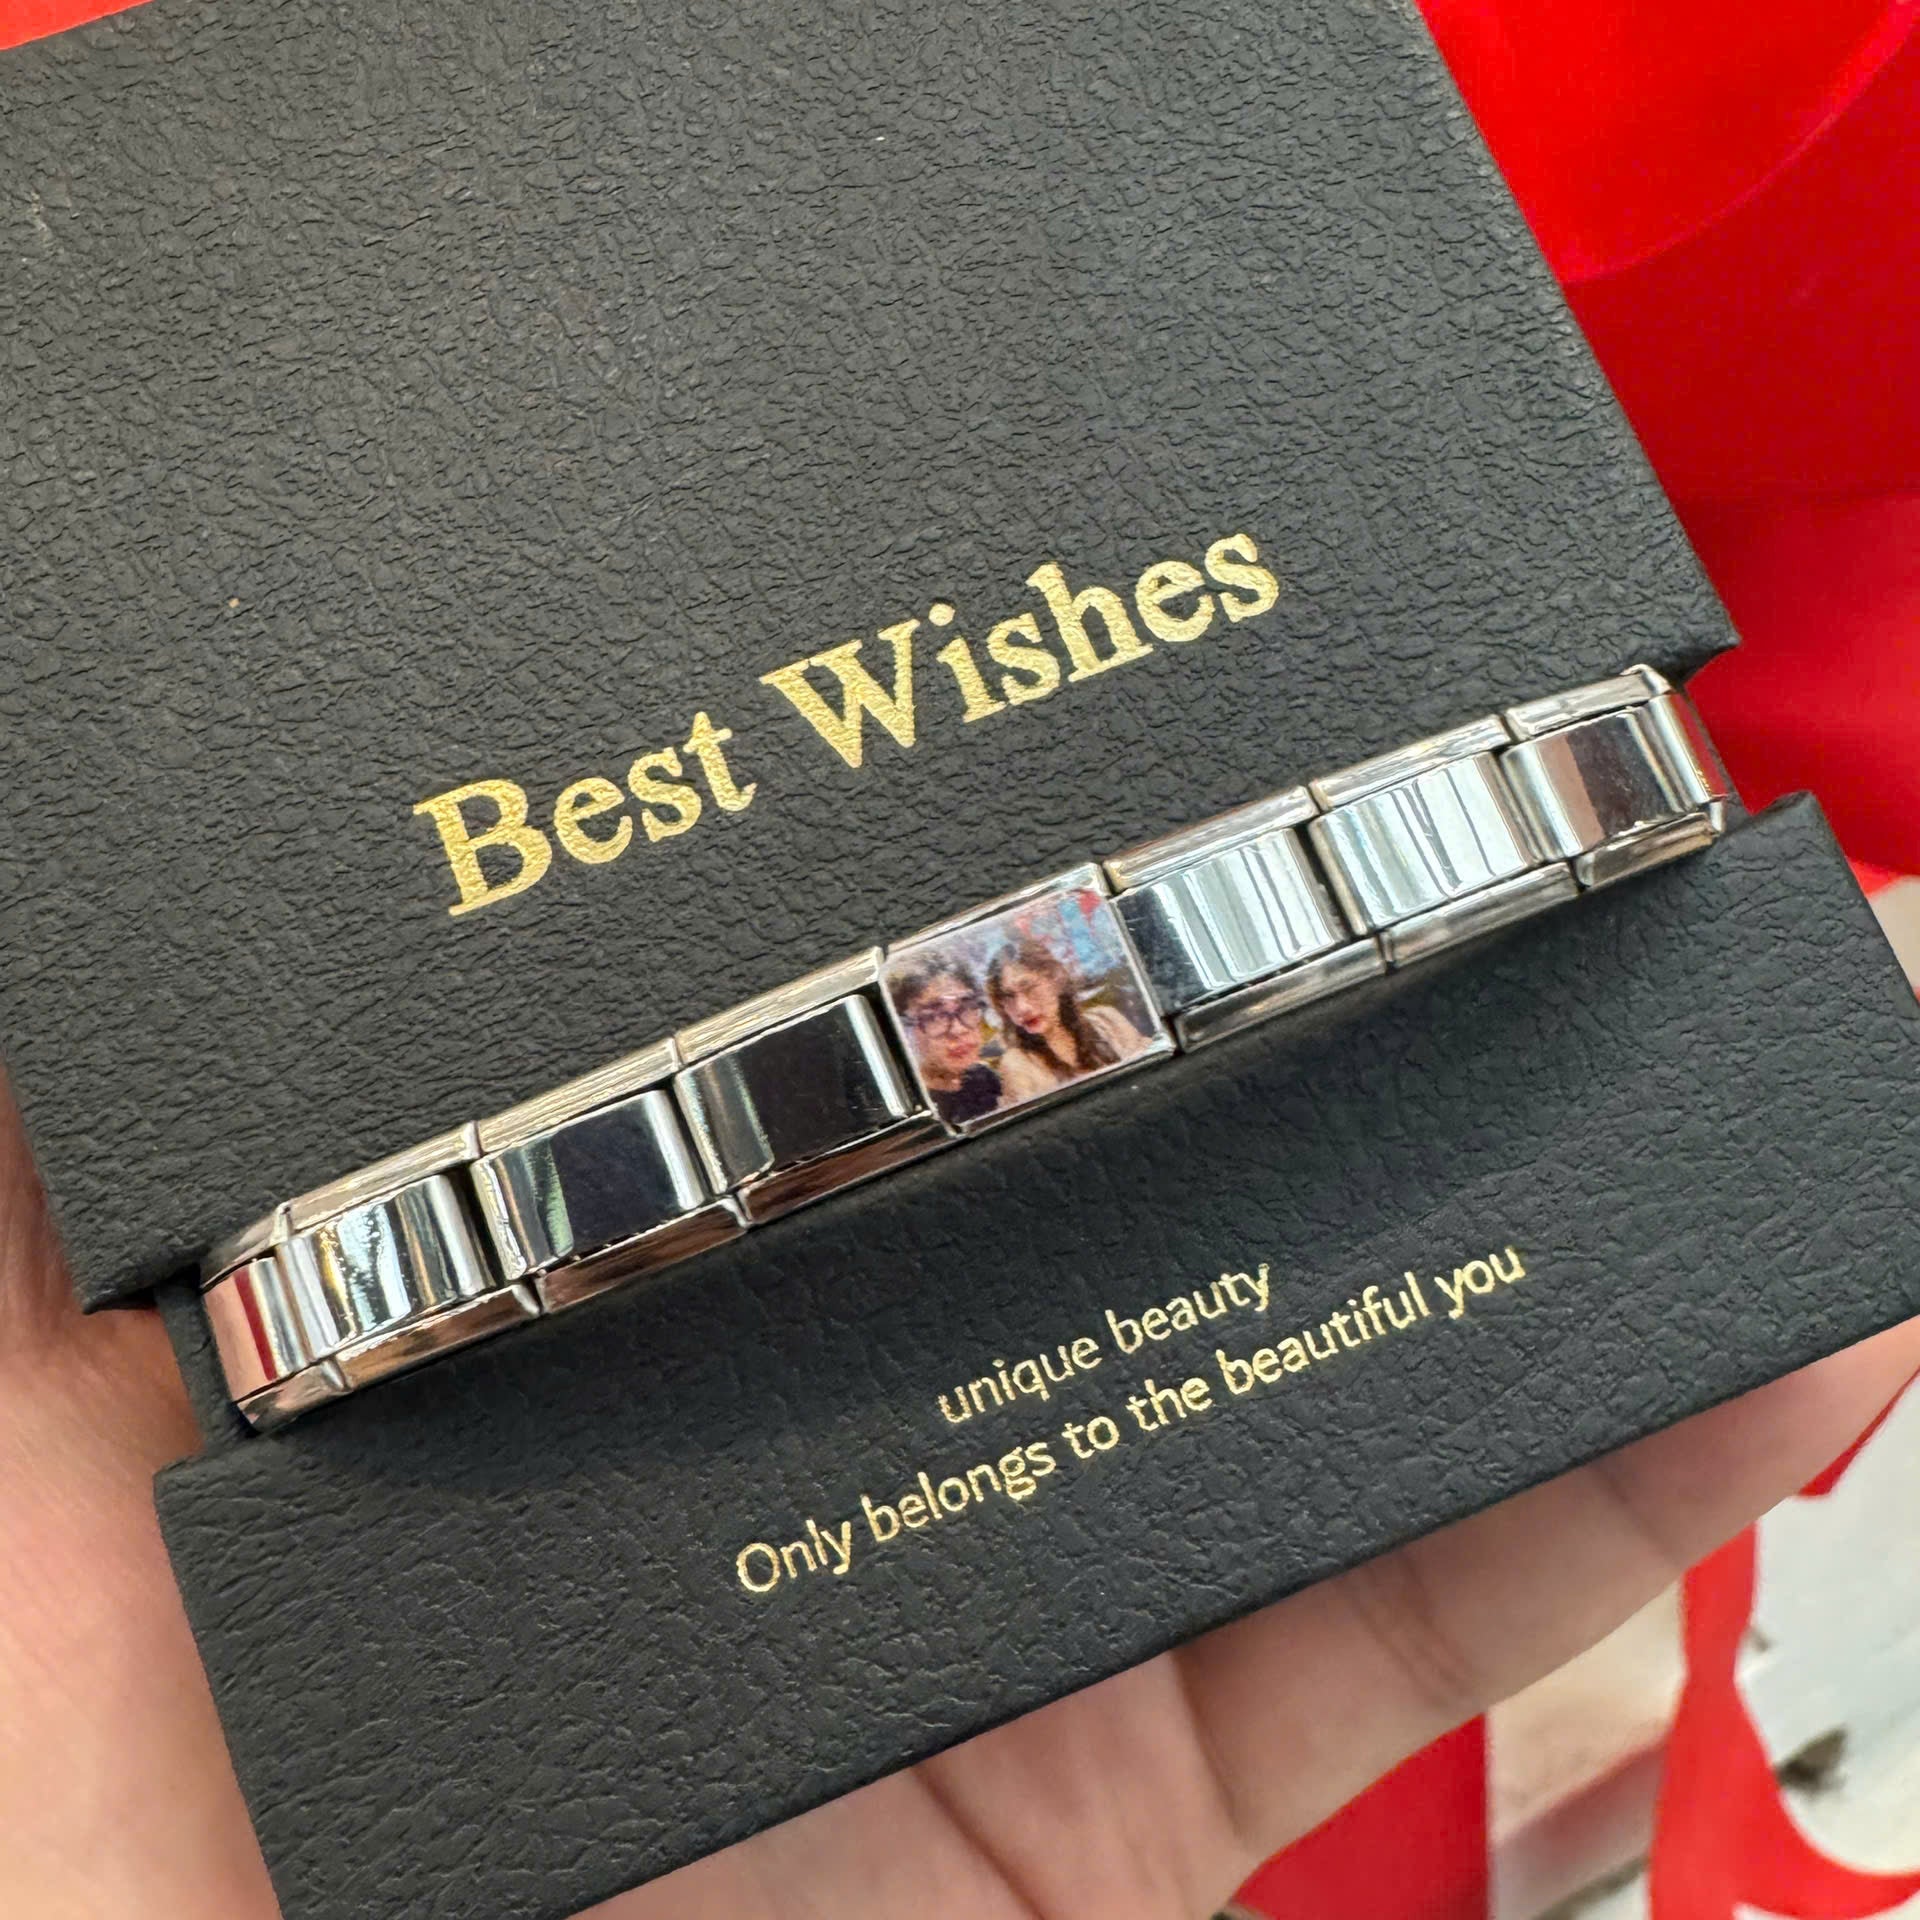 Best Wishes
unique beauty
Only belongs to the beautiful you